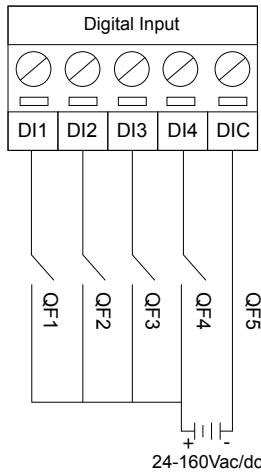 Digital Input
DI1 DI2 DI3 DI4 DIC
QF1 QF2 QF3 QF4 QF5
+ -
24-160Vac/dc